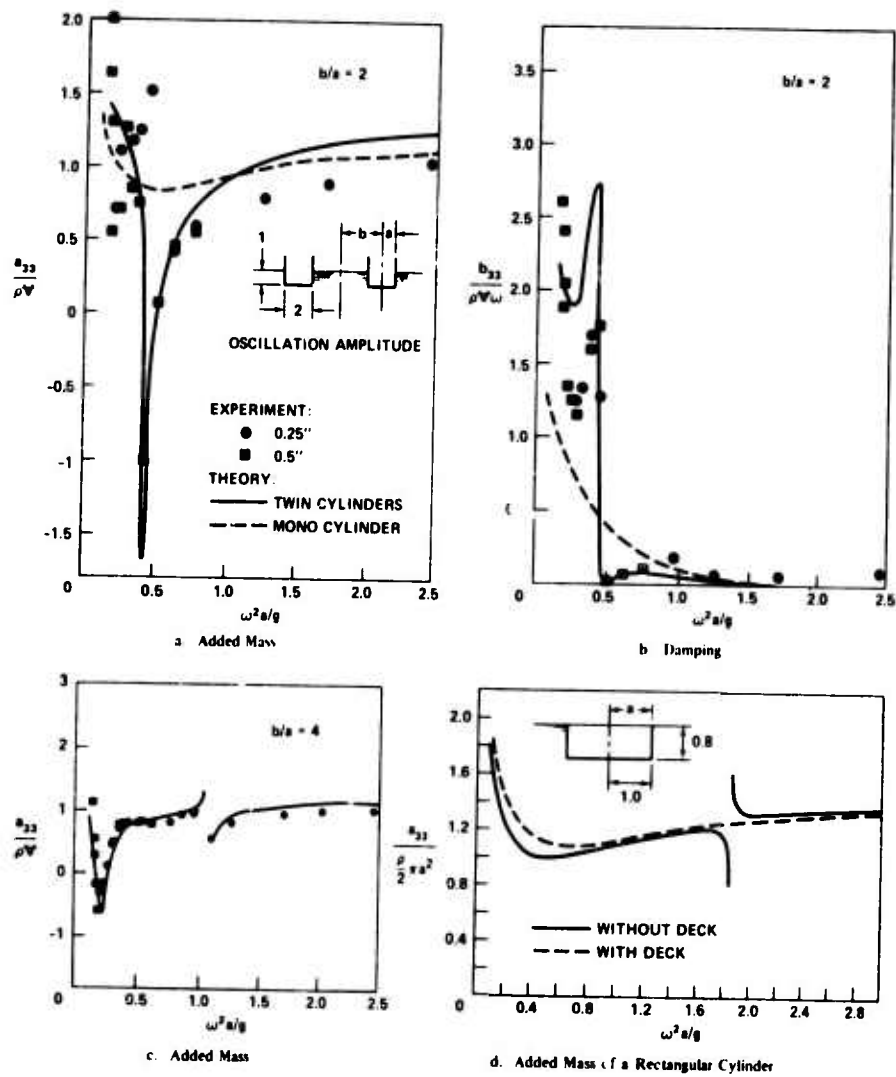 2.0
1.5
1.0
0.5
0
-0.5
-1
-1.5
0
a₃₃
ρ∀
b/a = 2
b
a
1
2
OSCILLATION AMPLITUDE
EXPERIMENT:
● 0.25"
■ 0.5"
THEORY:
TWIN CYLINDERS
MONO CYLINDER
0.5 1.0 1.5 2.0 2.5
ω²a/g
a Added Mass
3.5
3.0
2.5
2.0
1.5
1.0
0
b₃₃
ρ∀ω
b/a = 2
0 0.5 1.0 1.5 2.0 2.5
ω²a/g
b Damping
3
2
1
0
-1
0
a₃₃
ρ∀
b/a = 4
0.5 1.0 1.5 2.0 2.5
ω²a/g
c. Added Mass
2.0
1.6
1.2
1.0
0.4
0
a₃₃
ρ/2 πa²
a
0.8
1.0
WITHOUT DECK
WITH DECK
0.4 0.8 1.2 1.6 2.0 2.4 2.8
ω²a/g
d. Added Mass of a Rectangular Cylinder